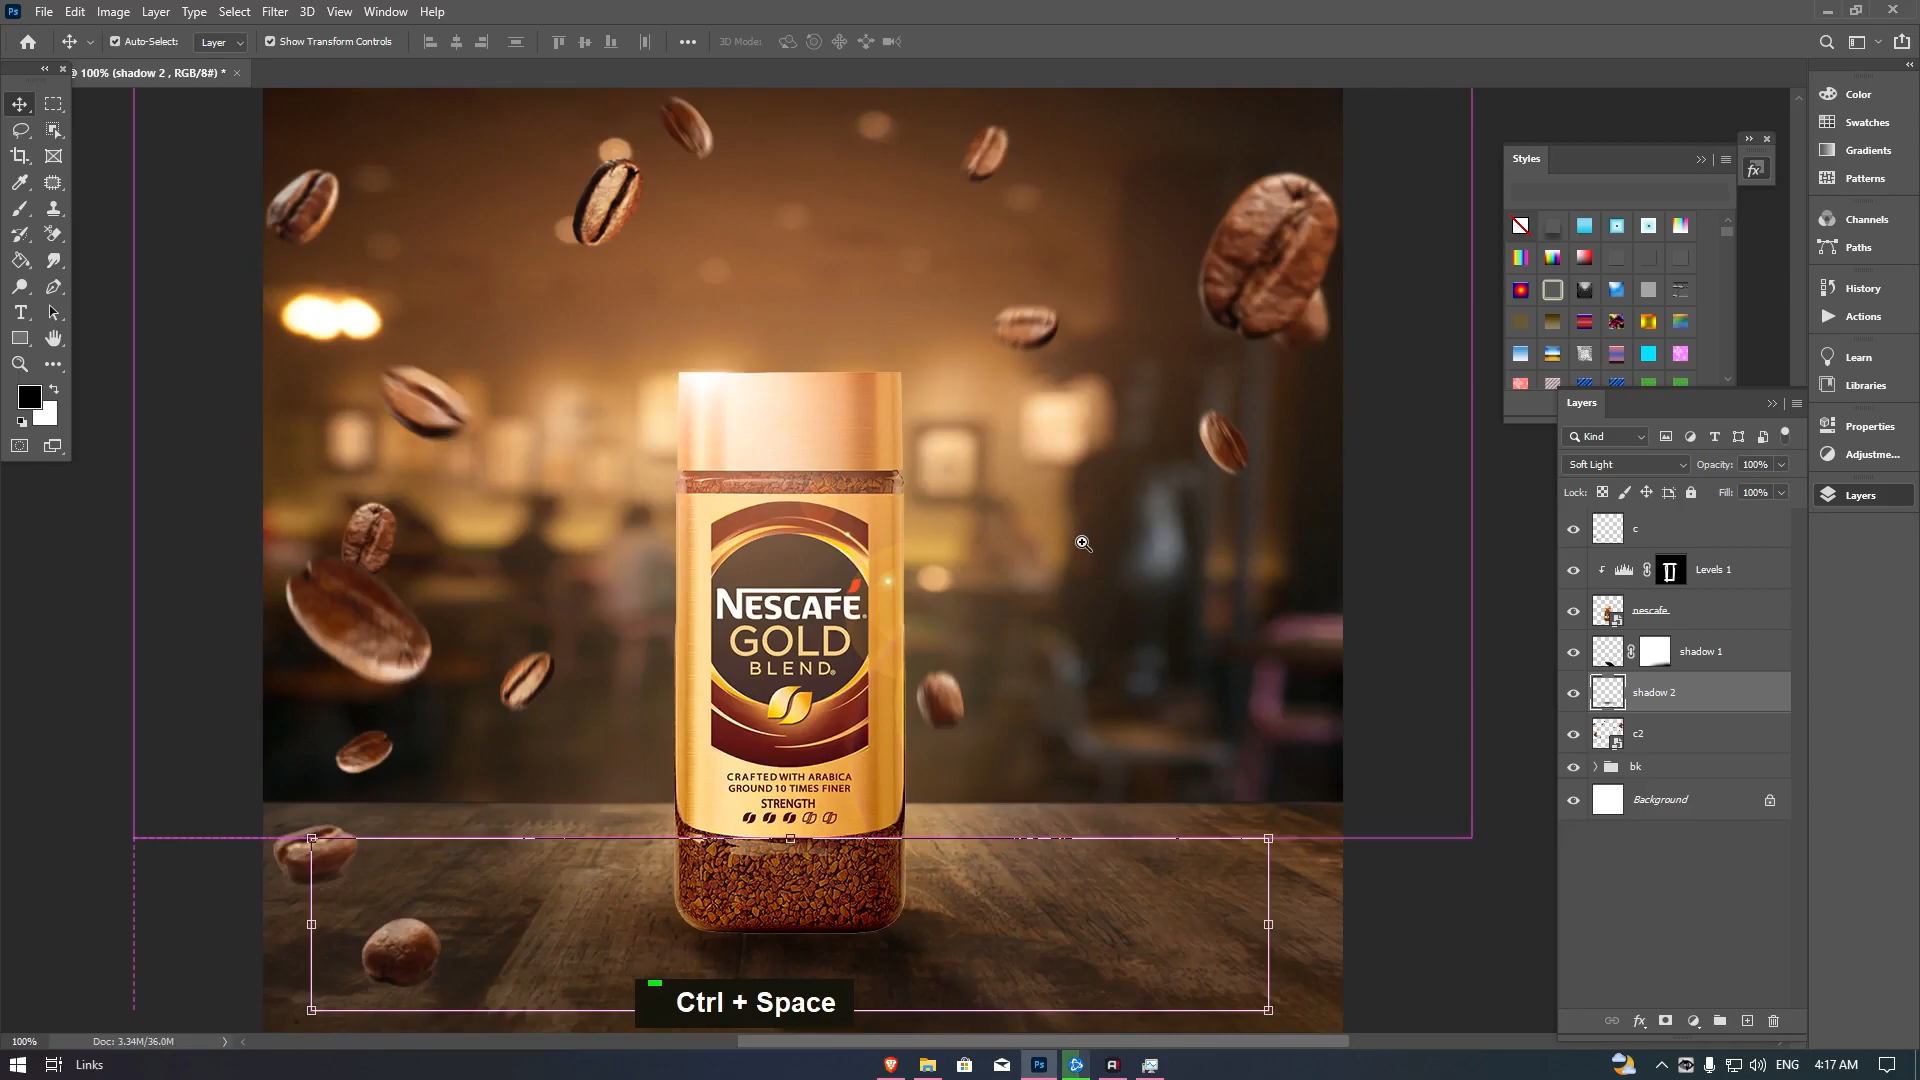 Ps File Edit Image Layer Type Select Filter 3D View Window Help
Auto-Select: Layer Show Transform Controls 3D Mode:
@ 100% (shadow 2 , RGB/8#) * ×
Color
Swatches
Gradients
Patterns
Channels
Paths
History
Actions
Learn
Libraries
Properties
Adjustme...
Layers
Styles
fx
Layers
Kind
Soft Light Opacity: 100%
Lock: Fill: 100%
c
Levels 1
nescafe
shadow 1
shadow 2
c2
bk
Background
fx
NESCAFÉ®
GOLD
BLEND®
CRAFTED WITH ARABICA
GROUND 10 TIMES FINER
STRENGTH
Ctrl + Space
100% Doc: 3.34M/36.0M
Links
Ps
ENG 4:17 AM